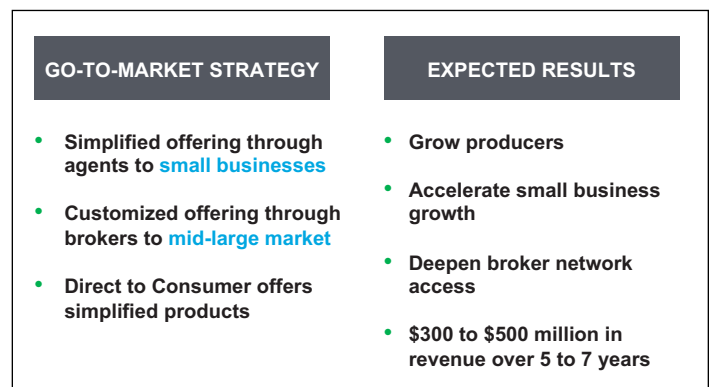 GO-TO-MARKET STRATEGY
• Simplified offering through
agents to small businesses
• Customized offering through
brokers to mid-large market
• Direct to Consumer offers
simplified products
EXPECTED RESULTS
• Grow producers
• Accelerate small business
growth
• Deepen broker network
access
• $300 to $500 million in
revenue over 5 to 7 years